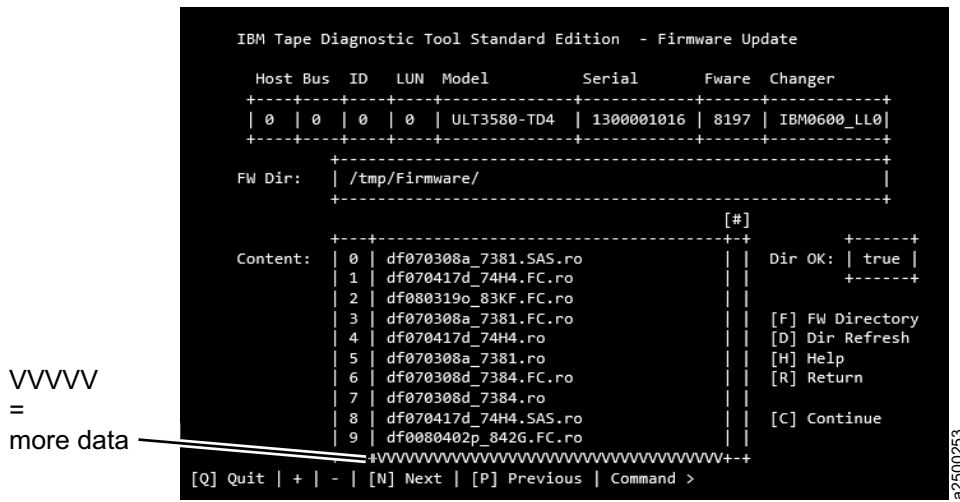 IBM Tape Diagnostic Tool Standard Edition  - Firmware Update
Host Bus  ID   LUN  Model          Serial      Fware  Changer
+----+----+----+----+--------------+------------+------+------------+
| 0  | 0  | 0  | 0  | ULT3580-TD4  | 1300001016 | 8197 | IBM0600_LL0|
+----+----+----+----+--------------+------------+------+------------+
+----------------------------------------------------------+
FW Dir:   | /tmp/Firmware/                                           |
+----------------------------------------------------------+
[#]
+---+-------------------------------------+-+          +------+
Content:  | 0 | df070308a_7381.SAS.ro               | | Dir OK: | true |
| 1 | df070417d_74H4.FC.ro                | |          +------+
| 2 | df080319o_83KF.FC.ro                | |
| 3 | df070308a_7381.FC.ro                | | [F] FW Directory
| 4 | df070417d_74H4.ro                   | | [D] Dir Refresh
| 5 | df070308a_7381.ro                   | | [H] Help
| 6 | df070308d_7384.FC.ro                | | [R] Return
| 7 | df070308d_7384.ro                   | |
| 8 | df070417d_74H4.SAS.ro               | | [C] Continue
| 9 | df0080402p_842G.FC.ro               | |
+---+VVVVVVVVVVVVVVVVVVVVVVVVVVVVVVVVVVVVV+-+
[Q] Quit | + | - | [N] Next | [P] Previous | Command >
VVVVV
=
more data
a2500253